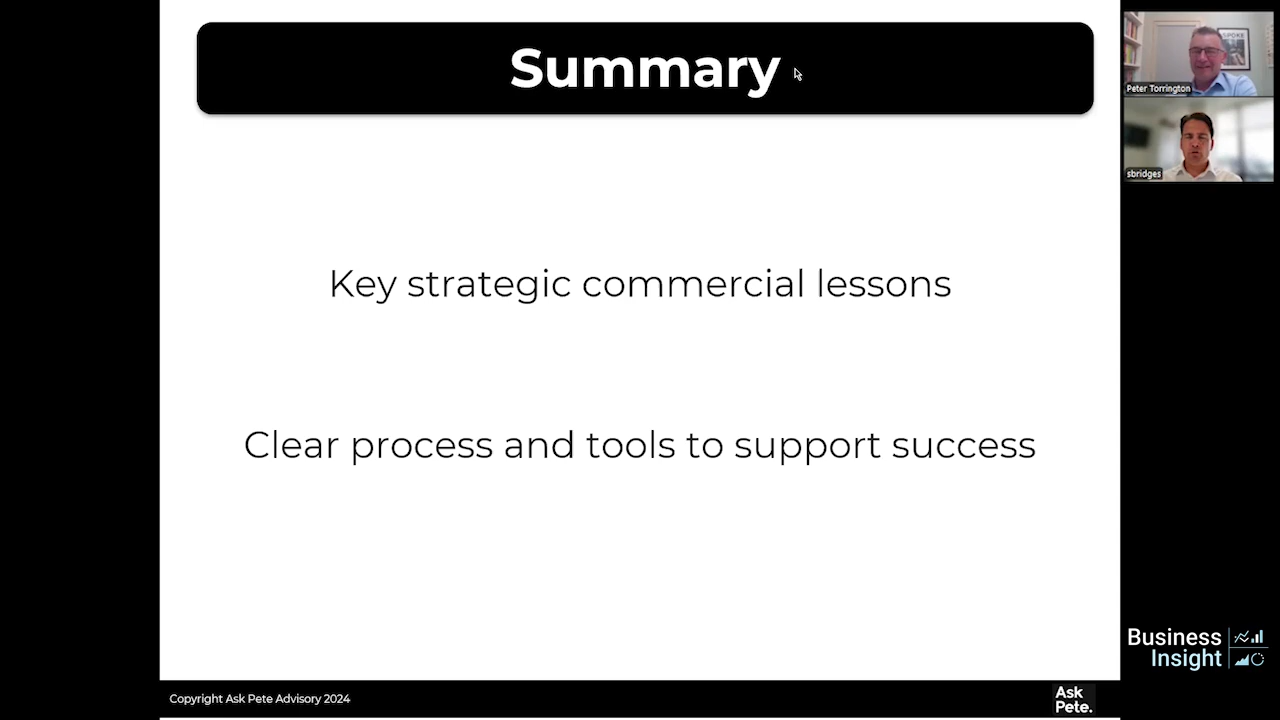 Summary
Key strategic commercial lessons
Clear process and tools to support success
Copyright Ask Pete Advisory 2024
Ask
Pete.
SPOKE
Peter Torrington
sbridges
Business
Insight